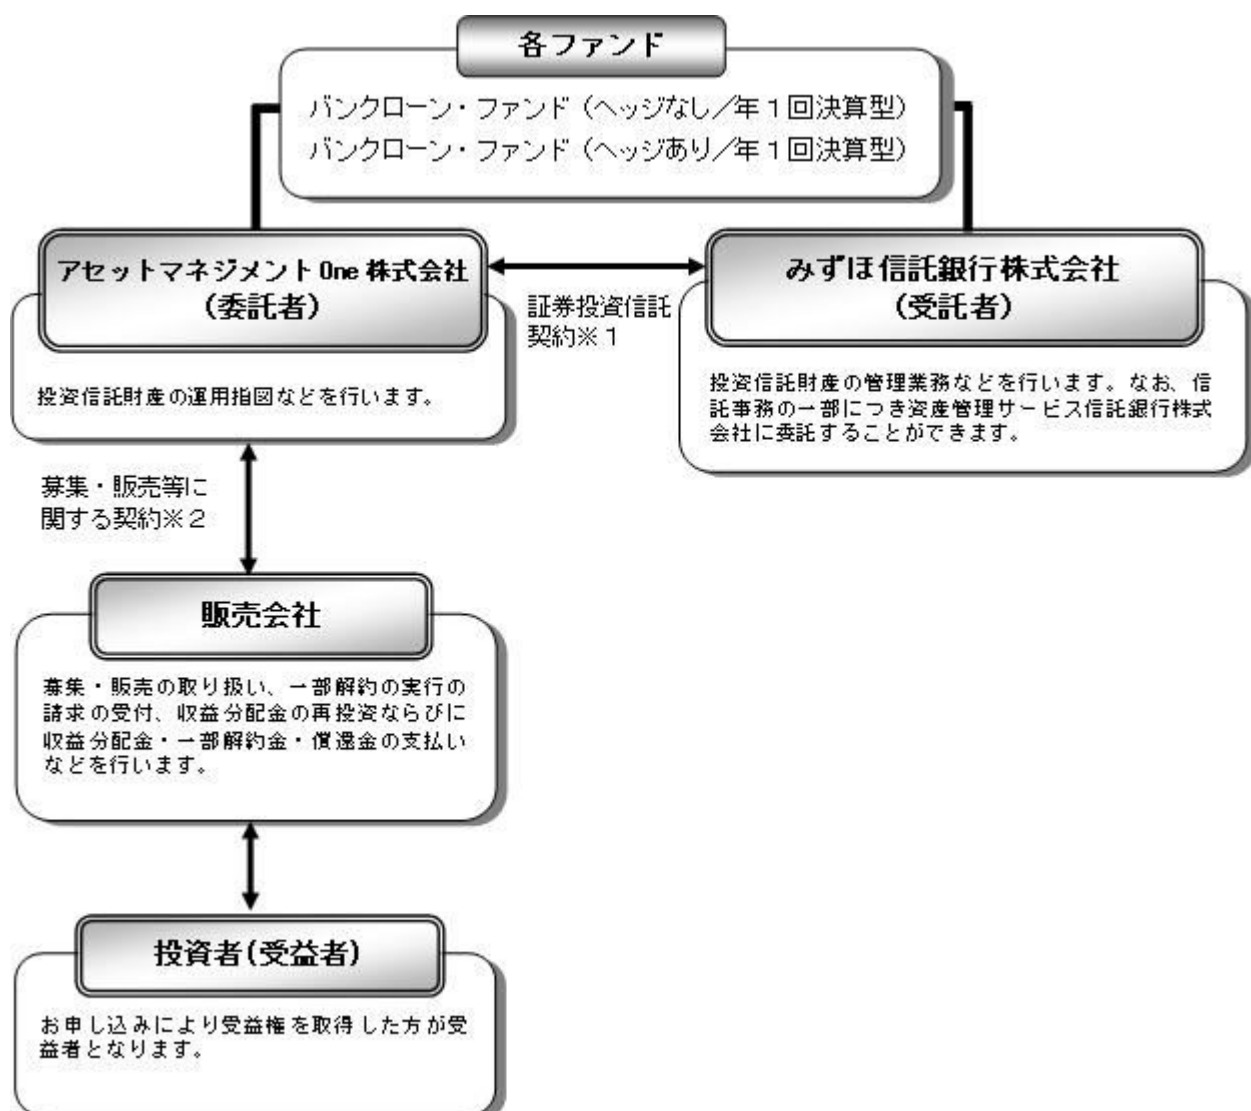 各ファンド
バンクローン・ファンド（ヘッジなし／年１回決算型）
バンクローン・ファンド（ヘッジあり／年１回決算型）
アセットマネジメントOne株式会社
（委託者）
証券投資信託
契約※１
みずほ信託銀行株式会社
（受託者）
投資信託財産の運用指図などを行います。
投資信託財産の管理業務などを行います。なお、信
託事務の一部につき資産管理サービス信託銀行株式
会社に委託することができます。
募集・販売等に
関する契約※２
販売会社
募集・販売の取り扱い、一部解約の実行の
請求の受付、収益分配金の再投資ならびに
収益分配金・一部解約金・償還金の支払い
などを行います。
投資者(受益者)
お申し込みにより受益権を取得した方が受
益者となります。